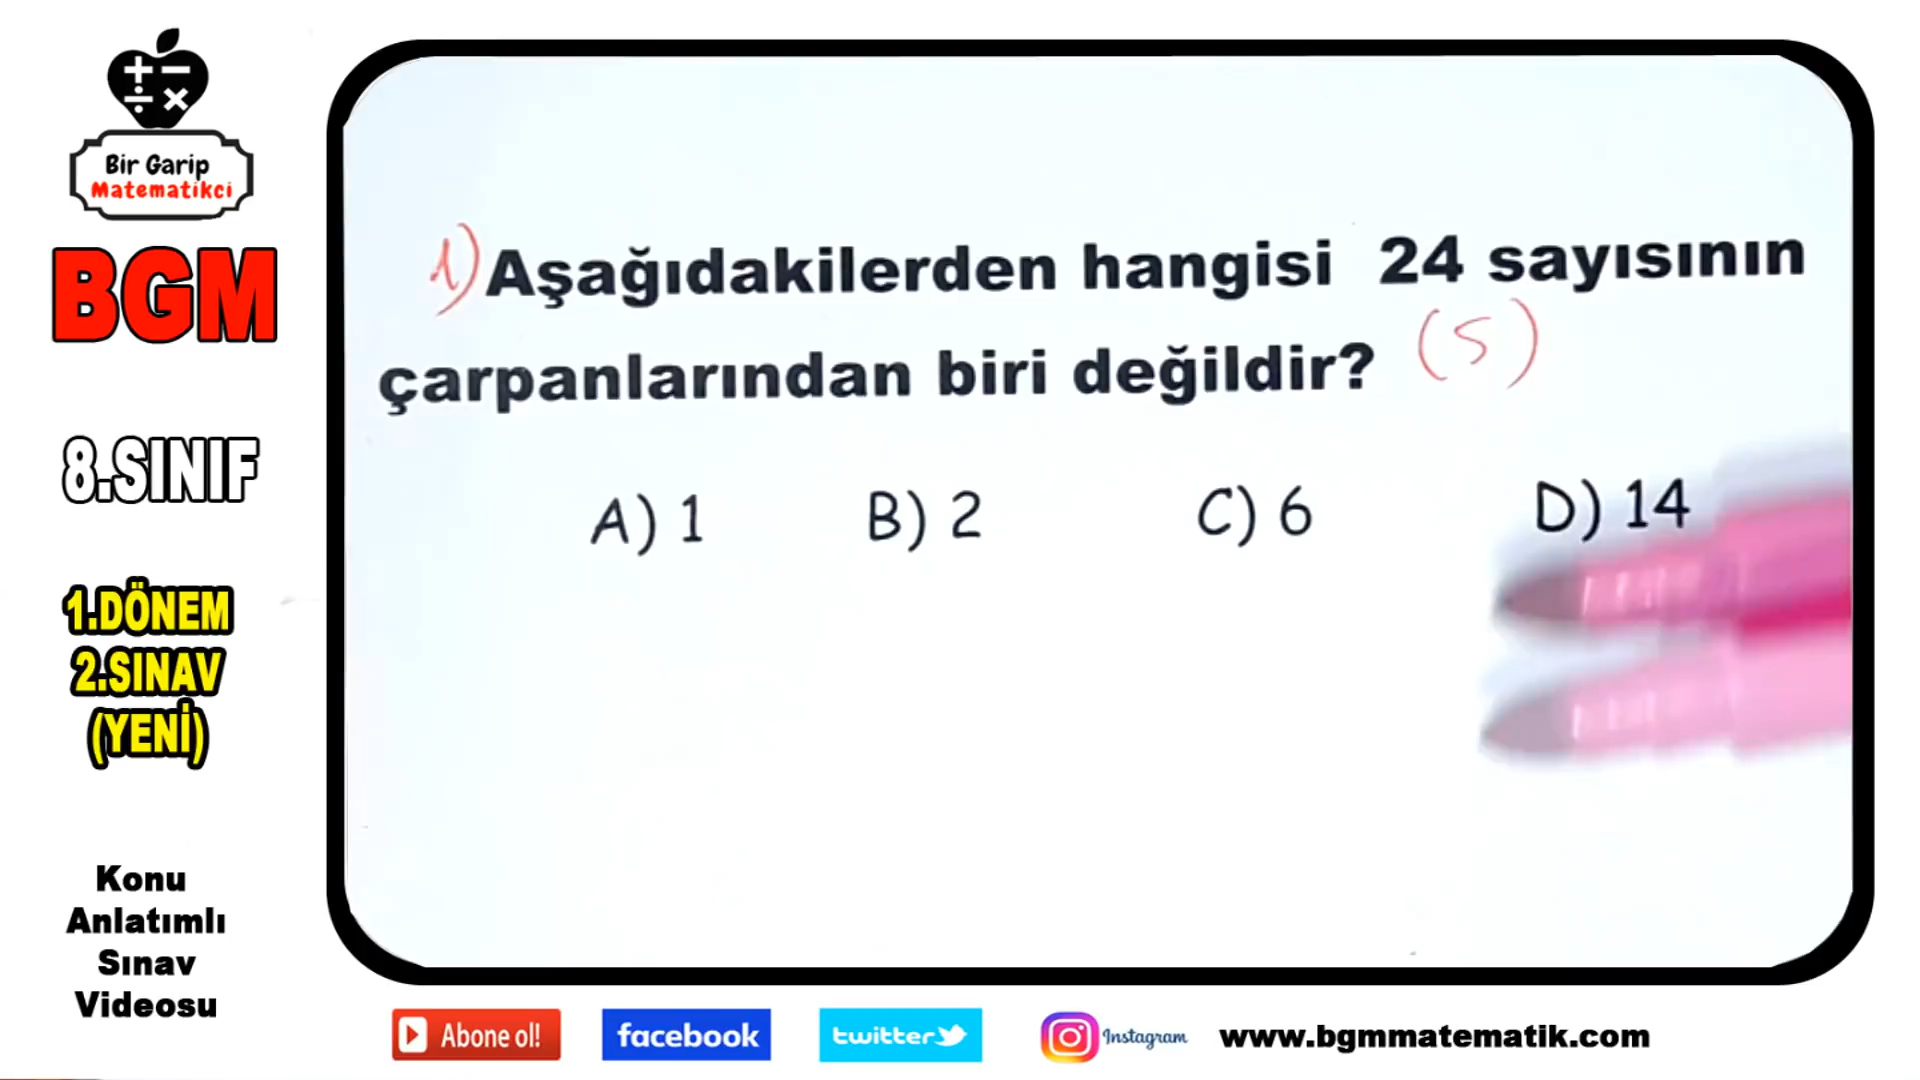 Bir Garip
Matematikci
BGM
8.SINIF
1.DÖNEM
2.SINAV
(YENİ)
Konu
Anlatımlı
Sınav
Videosu
1) Aşağıdakilerden hangisi 24 sayısının
çarpanlarından biri değildir? (5)
A) 1 B) 2 C) 6 D) 14
Abone ol! facebook twitter Instagram www.bgmmatematik.com